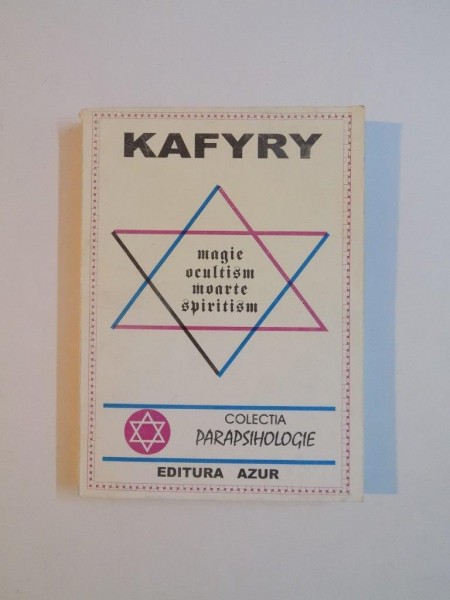 KAFYRY
magie
ocultism
moarte
spiritism
COLECTIA
PARAPSIHOLOGIE
EDITURA AZUR